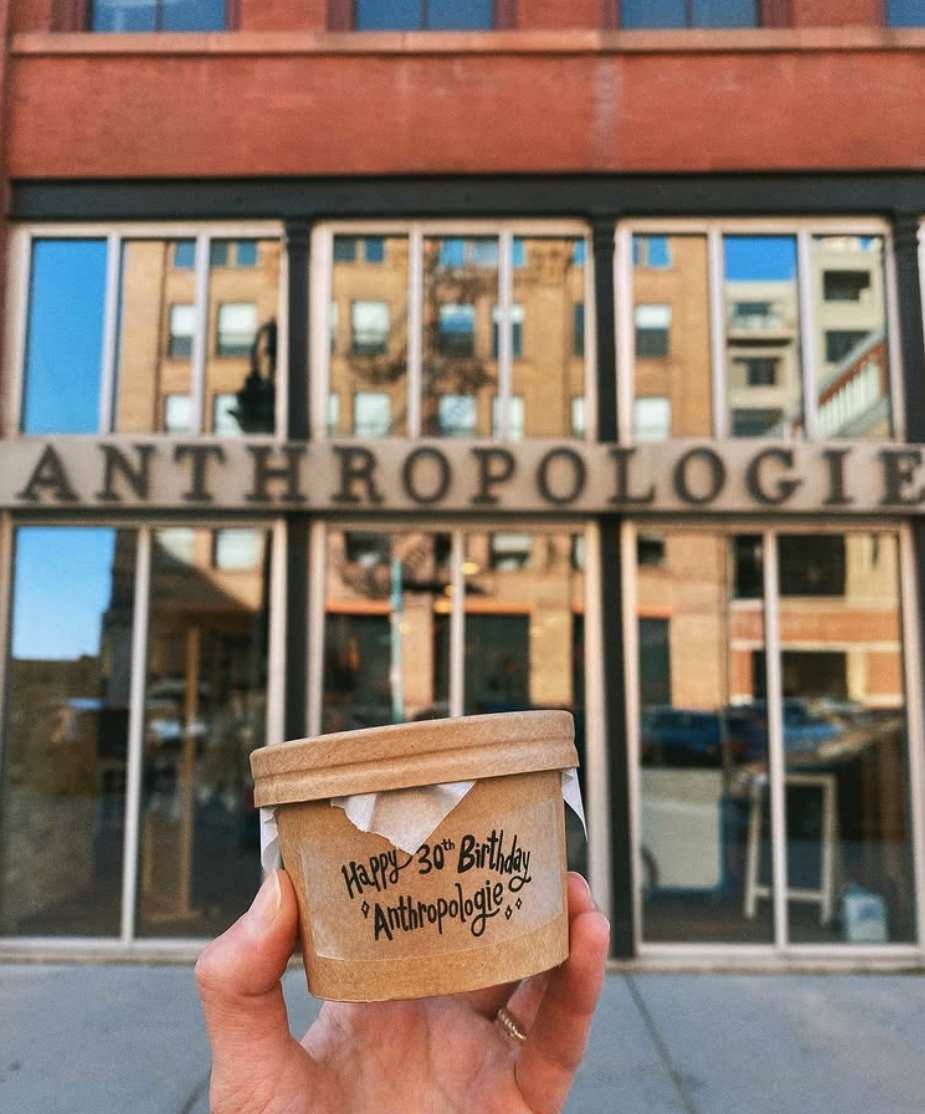 ANTHROPOLOGIE
Happy 30th Birthday
Anthropologie